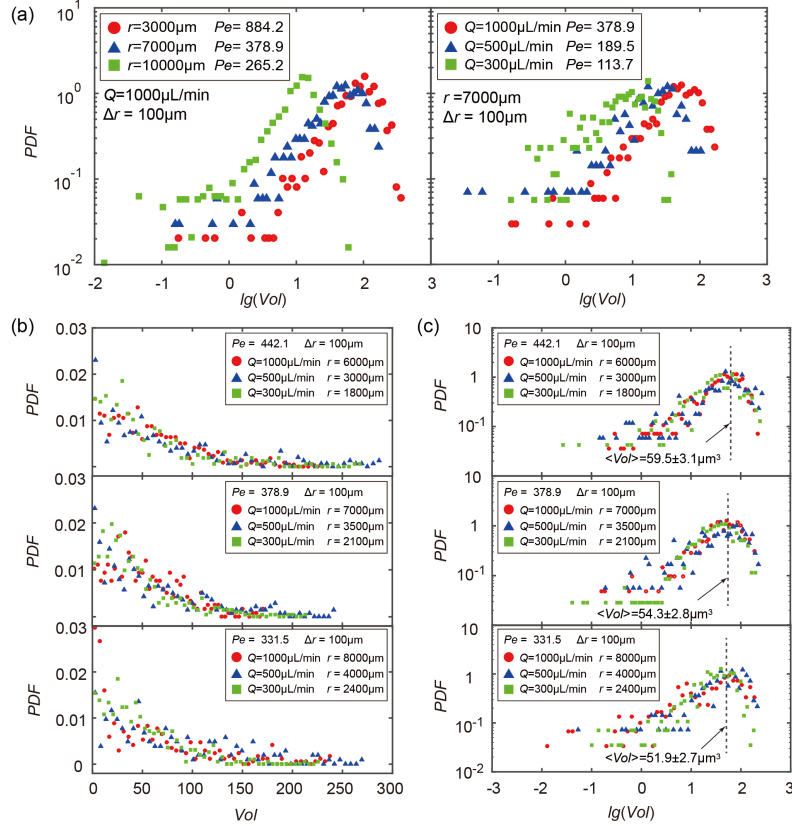 (a)
r=3000μm Pe= 884.2
r=7000μm Pe= 378.9
r=10000μm Pe= 265.2
Q=1000μL/min
Δr = 100μm
Q=1000μL/min Pe= 378.9
Q=500μL/min Pe= 189.5
Q=300μL/min Pe= 113.7
r =7000μm
Δr = 100μm
PDF
10¹
10⁰
10⁻¹
10⁻²
-2 -1 0 1 2 3
-1 0 1 2 3
lg(Vol) lg(Vol)
(b)
0.03
0.02
0.01
0
PDF
Pe = 442.1 Δr = 100μm
Q=1000μL/min r = 6000μm
Q=500μL/min r = 3000μm
Q=300μL/min r = 1800μm
0.03
0.02
0.01
0
PDF
Pe = 378.9 Δr = 100μm
Q=1000μL/min r = 7000μm
Q=500μL/min r = 3500μm
Q=300μL/min r = 2100μm
0.03
0.02
0.01
0
PDF
Pe = 331.5 Δr = 100μm
Q=1000μL/min r = 8000μm
Q=500μL/min r = 4000μm
Q=300μL/min r = 2400μm
0 50 100 150 200 250 300
Vol
(c)
10
1
10⁻¹
10
PDF
Pe = 442.1 Δr = 100μm
Q=1000μL/min r = 6000μm
Q=500μL/min r = 3000μm
Q=300μL/min r = 1800μm
<Vol>=59.5±3.1μm³
1
10⁻¹
10
PDF
Pe = 378.9 Δr = 100μm
Q=1000μL/min r = 7000μm
Q=500μL/min r = 3500μm
Q=300μL/min r = 2100μm
<Vol>=54.3±2.8μm³
1
10⁻¹
10⁻²
PDF
Pe = 331.5 Δr = 100μm
Q=1000μL/min r = 8000μm
Q=500μL/min r = 4000μm
Q=300μL/min r = 2400μm
<Vol>=51.9±2.7μm³
-3 -2 -1 0 1 2 3
lg(Vol)